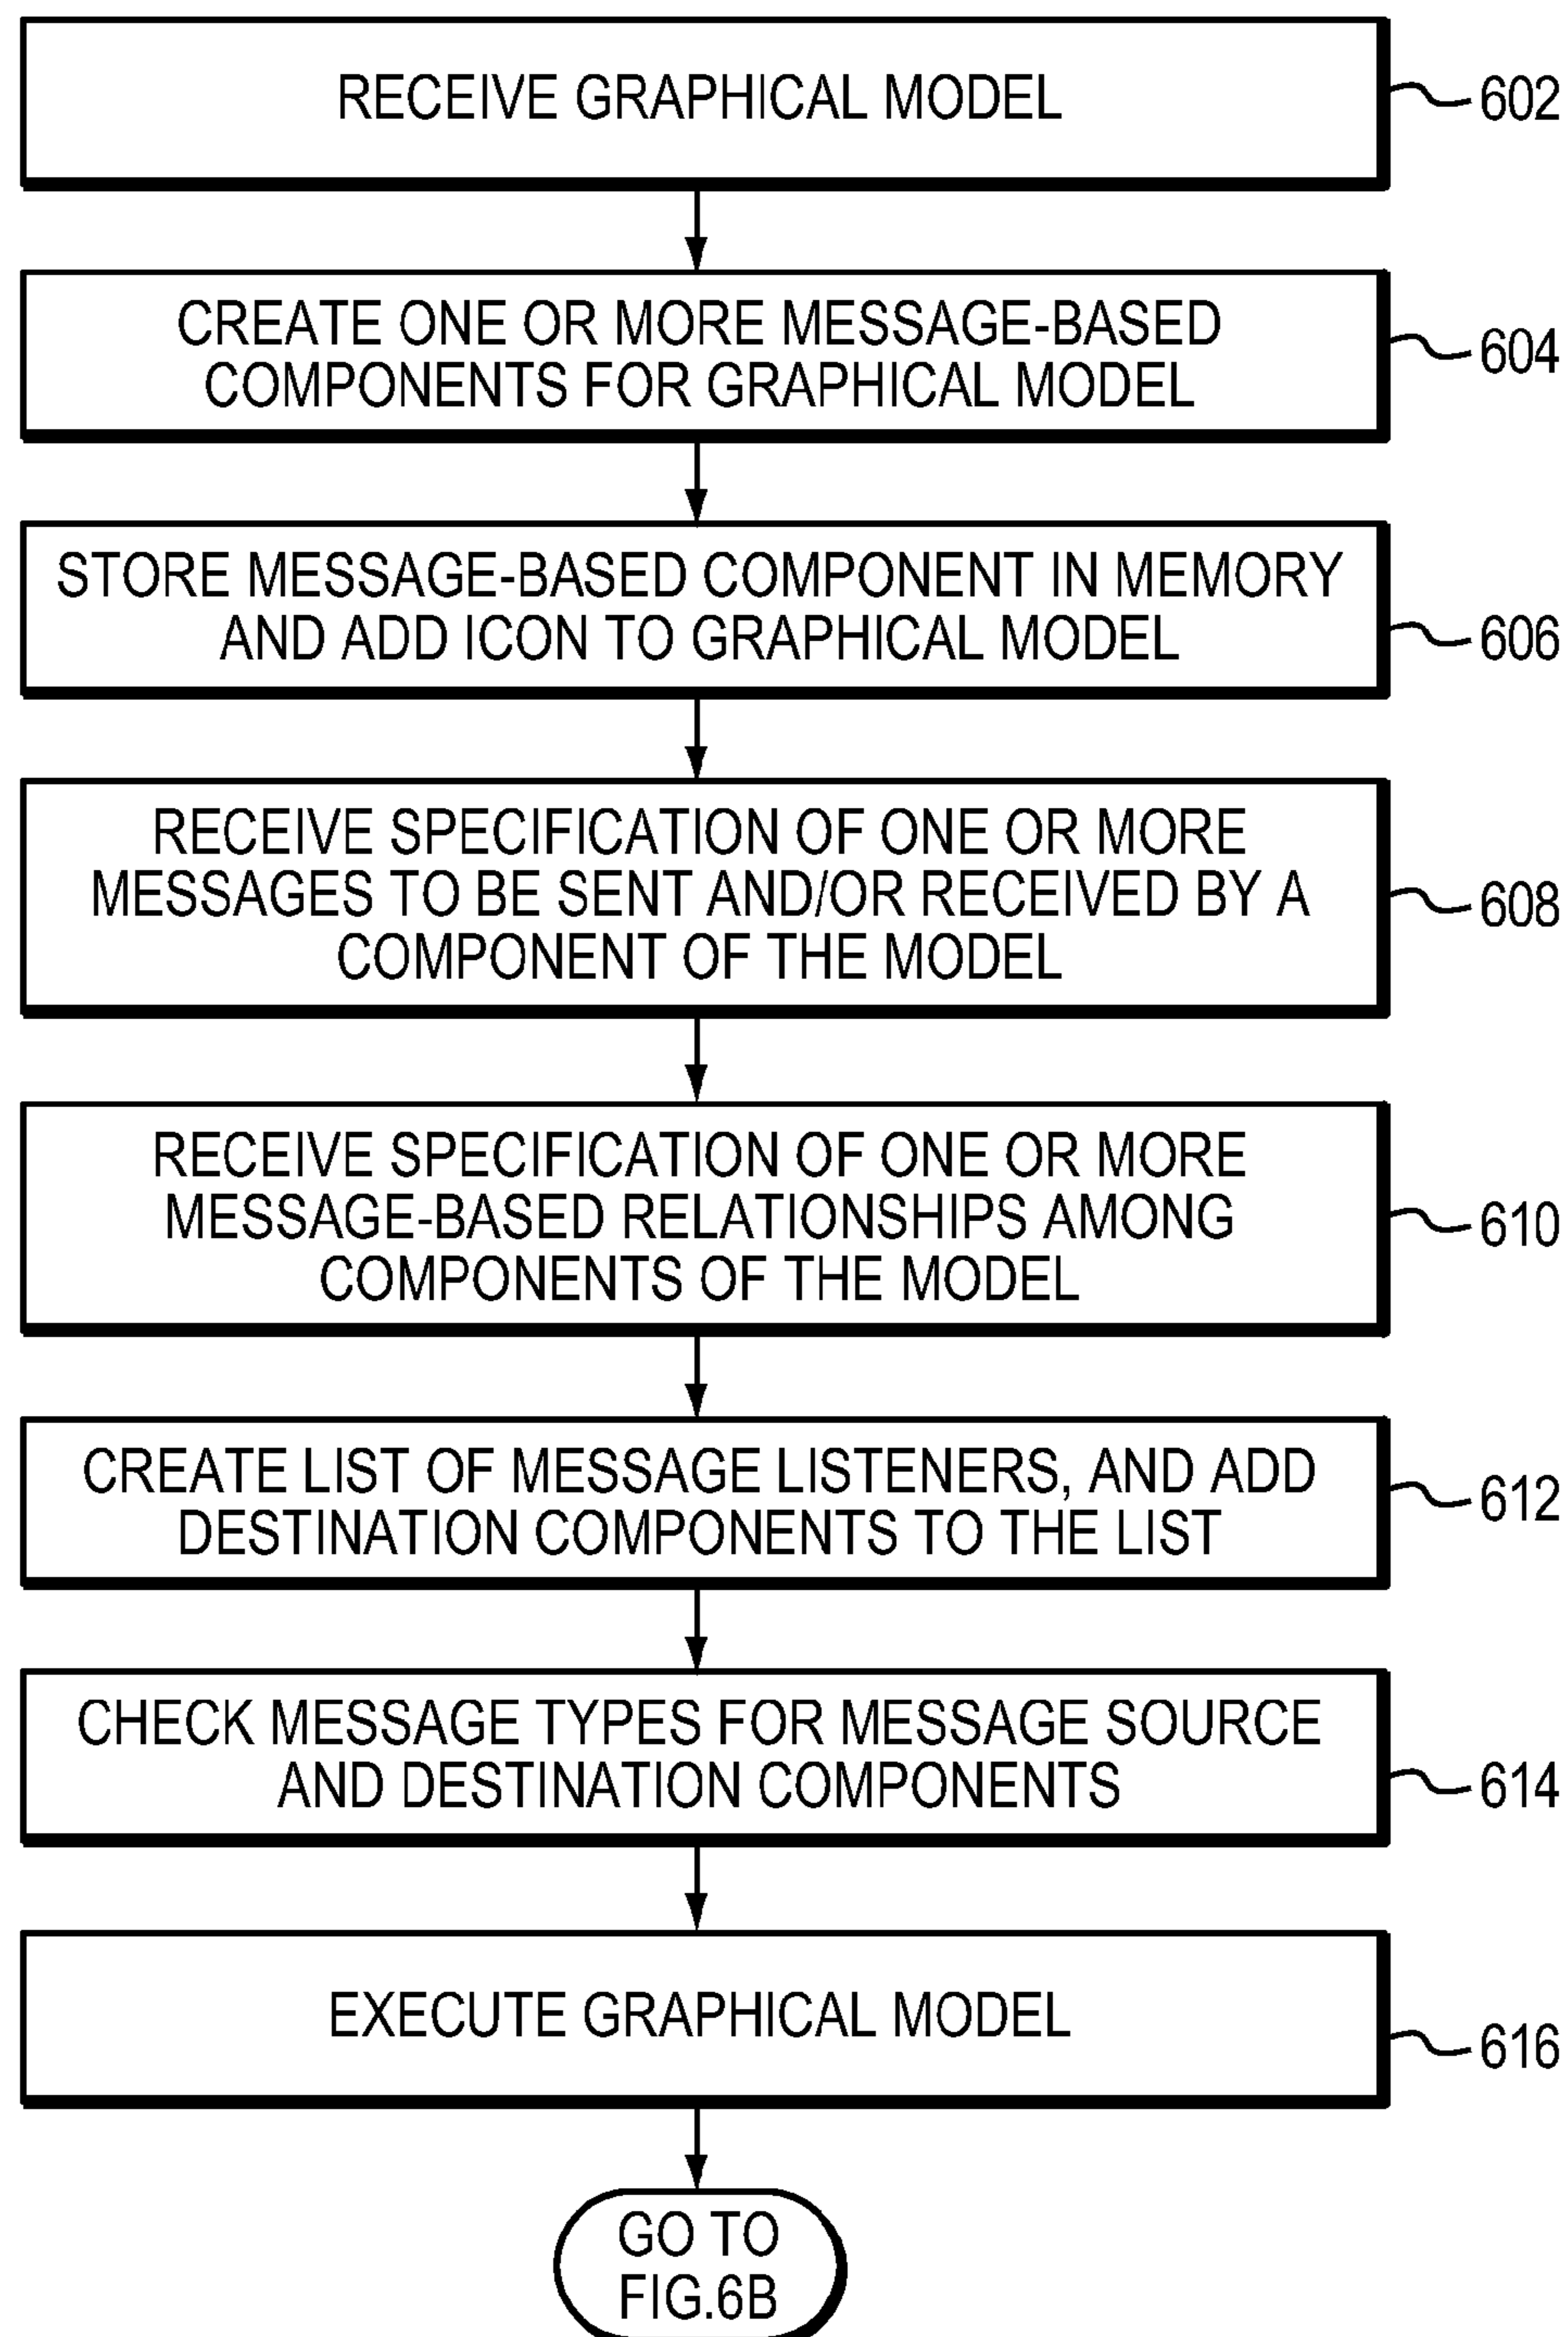 RECEIVE GRAPHICAL MODEL
602
CREATE ONE OR MORE MESSAGE-BASED
COMPONENTS FOR GRAPHICAL MODEL
604
STORE MESSAGE-BASED COMPONENT IN MEMORY
AND ADD ICON TO GRAPHICAL MODEL
606
RECEIVE SPECIFICATION OF ONE OR MORE
MESSAGES TO BE SENT AND/OR RECEIVED BY A
COMPONENT OF THE MODEL
608
RECEIVE SPECIFICATION OF ONE OR MORE
MESSAGE-BASED RELATIONSHIPS AMONG
COMPONENTS OF THE MODEL
610
CREATE LIST OF MESSAGE LISTENERS, AND ADD
DESTINATION COMPONENTS TO THE LIST
612
CHECK MESSAGE TYPES FOR MESSAGE SOURCE
AND DESTINATION COMPONENTS
614
EXECUTE GRAPHICAL MODEL
616
GO TO
FIG.6B